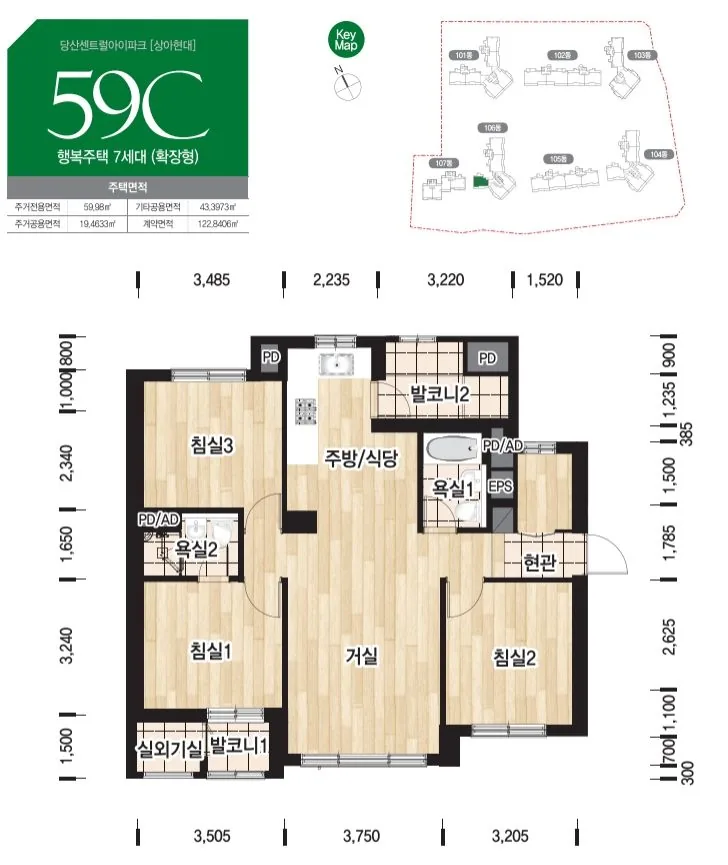 당산센트럴아이파크 [상아현대]
59C
행복주택 7세대 (확장형)
주택면적
주거전용면적 59.98㎡ 기타공용면적 43.3973㎡
주거공용면적 19.4633㎡ 계약면적 122.8406㎡
Key
Map
N
101동
102동
103동
106동
107동
105동
104동
3,485 2,235 3,220 1,520
800
1,000
2,340
1,650
3,240
1,500
900
1,235
385
1,500
1,785
2,625
1,100
700
300
PD
PD
발코니2
침실3
주방/식당
PD/AD
욕실1
EPS
PD/AD
욕실2
현관
침실1
거실
침실2
실외기실
발코니1
3,505 3,750 3,205